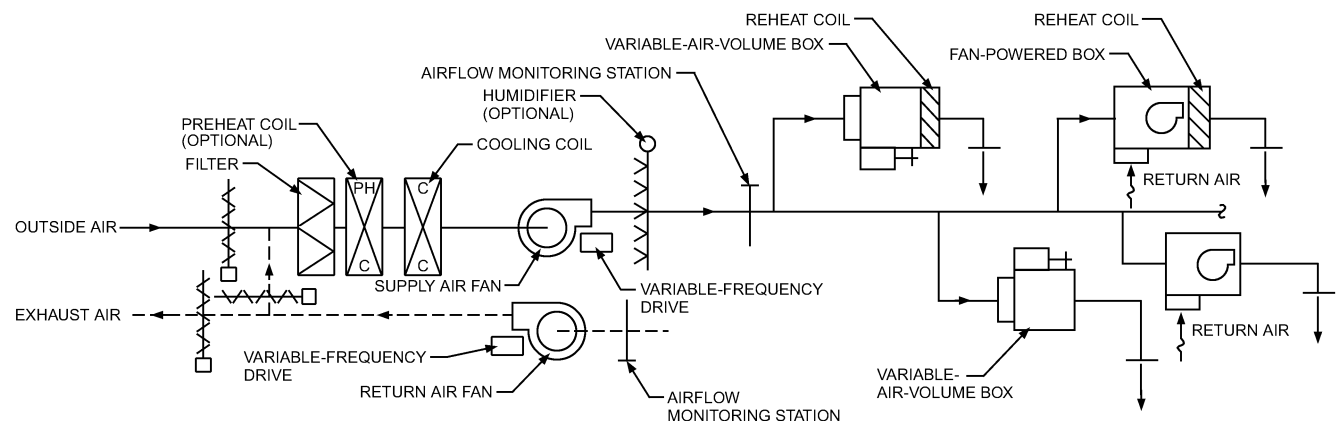 REHEAT COIL
VARIABLE-AIR-VOLUME BOX
REHEAT COIL
FAN-POWERED BOX
AIRFLOW MONITORING STATION
HUMIDIFIER
(OPTIONAL)
PREHEAT COIL
(OPTIONAL)
FILTER
COOLING COIL
PH
C
C
C
RETURN AIR
OUTSIDE AIR
SUPPLY AIR FAN
VARIABLE-FREQUENCY
DRIVE
EXHAUST AIR
RETURN AIR
VARIABLE-FREQUENCY
DRIVE
RETURN AIR FAN
AIRFLOW
MONITORING STATION
VARIABLE-
AIR-VOLUME BOX